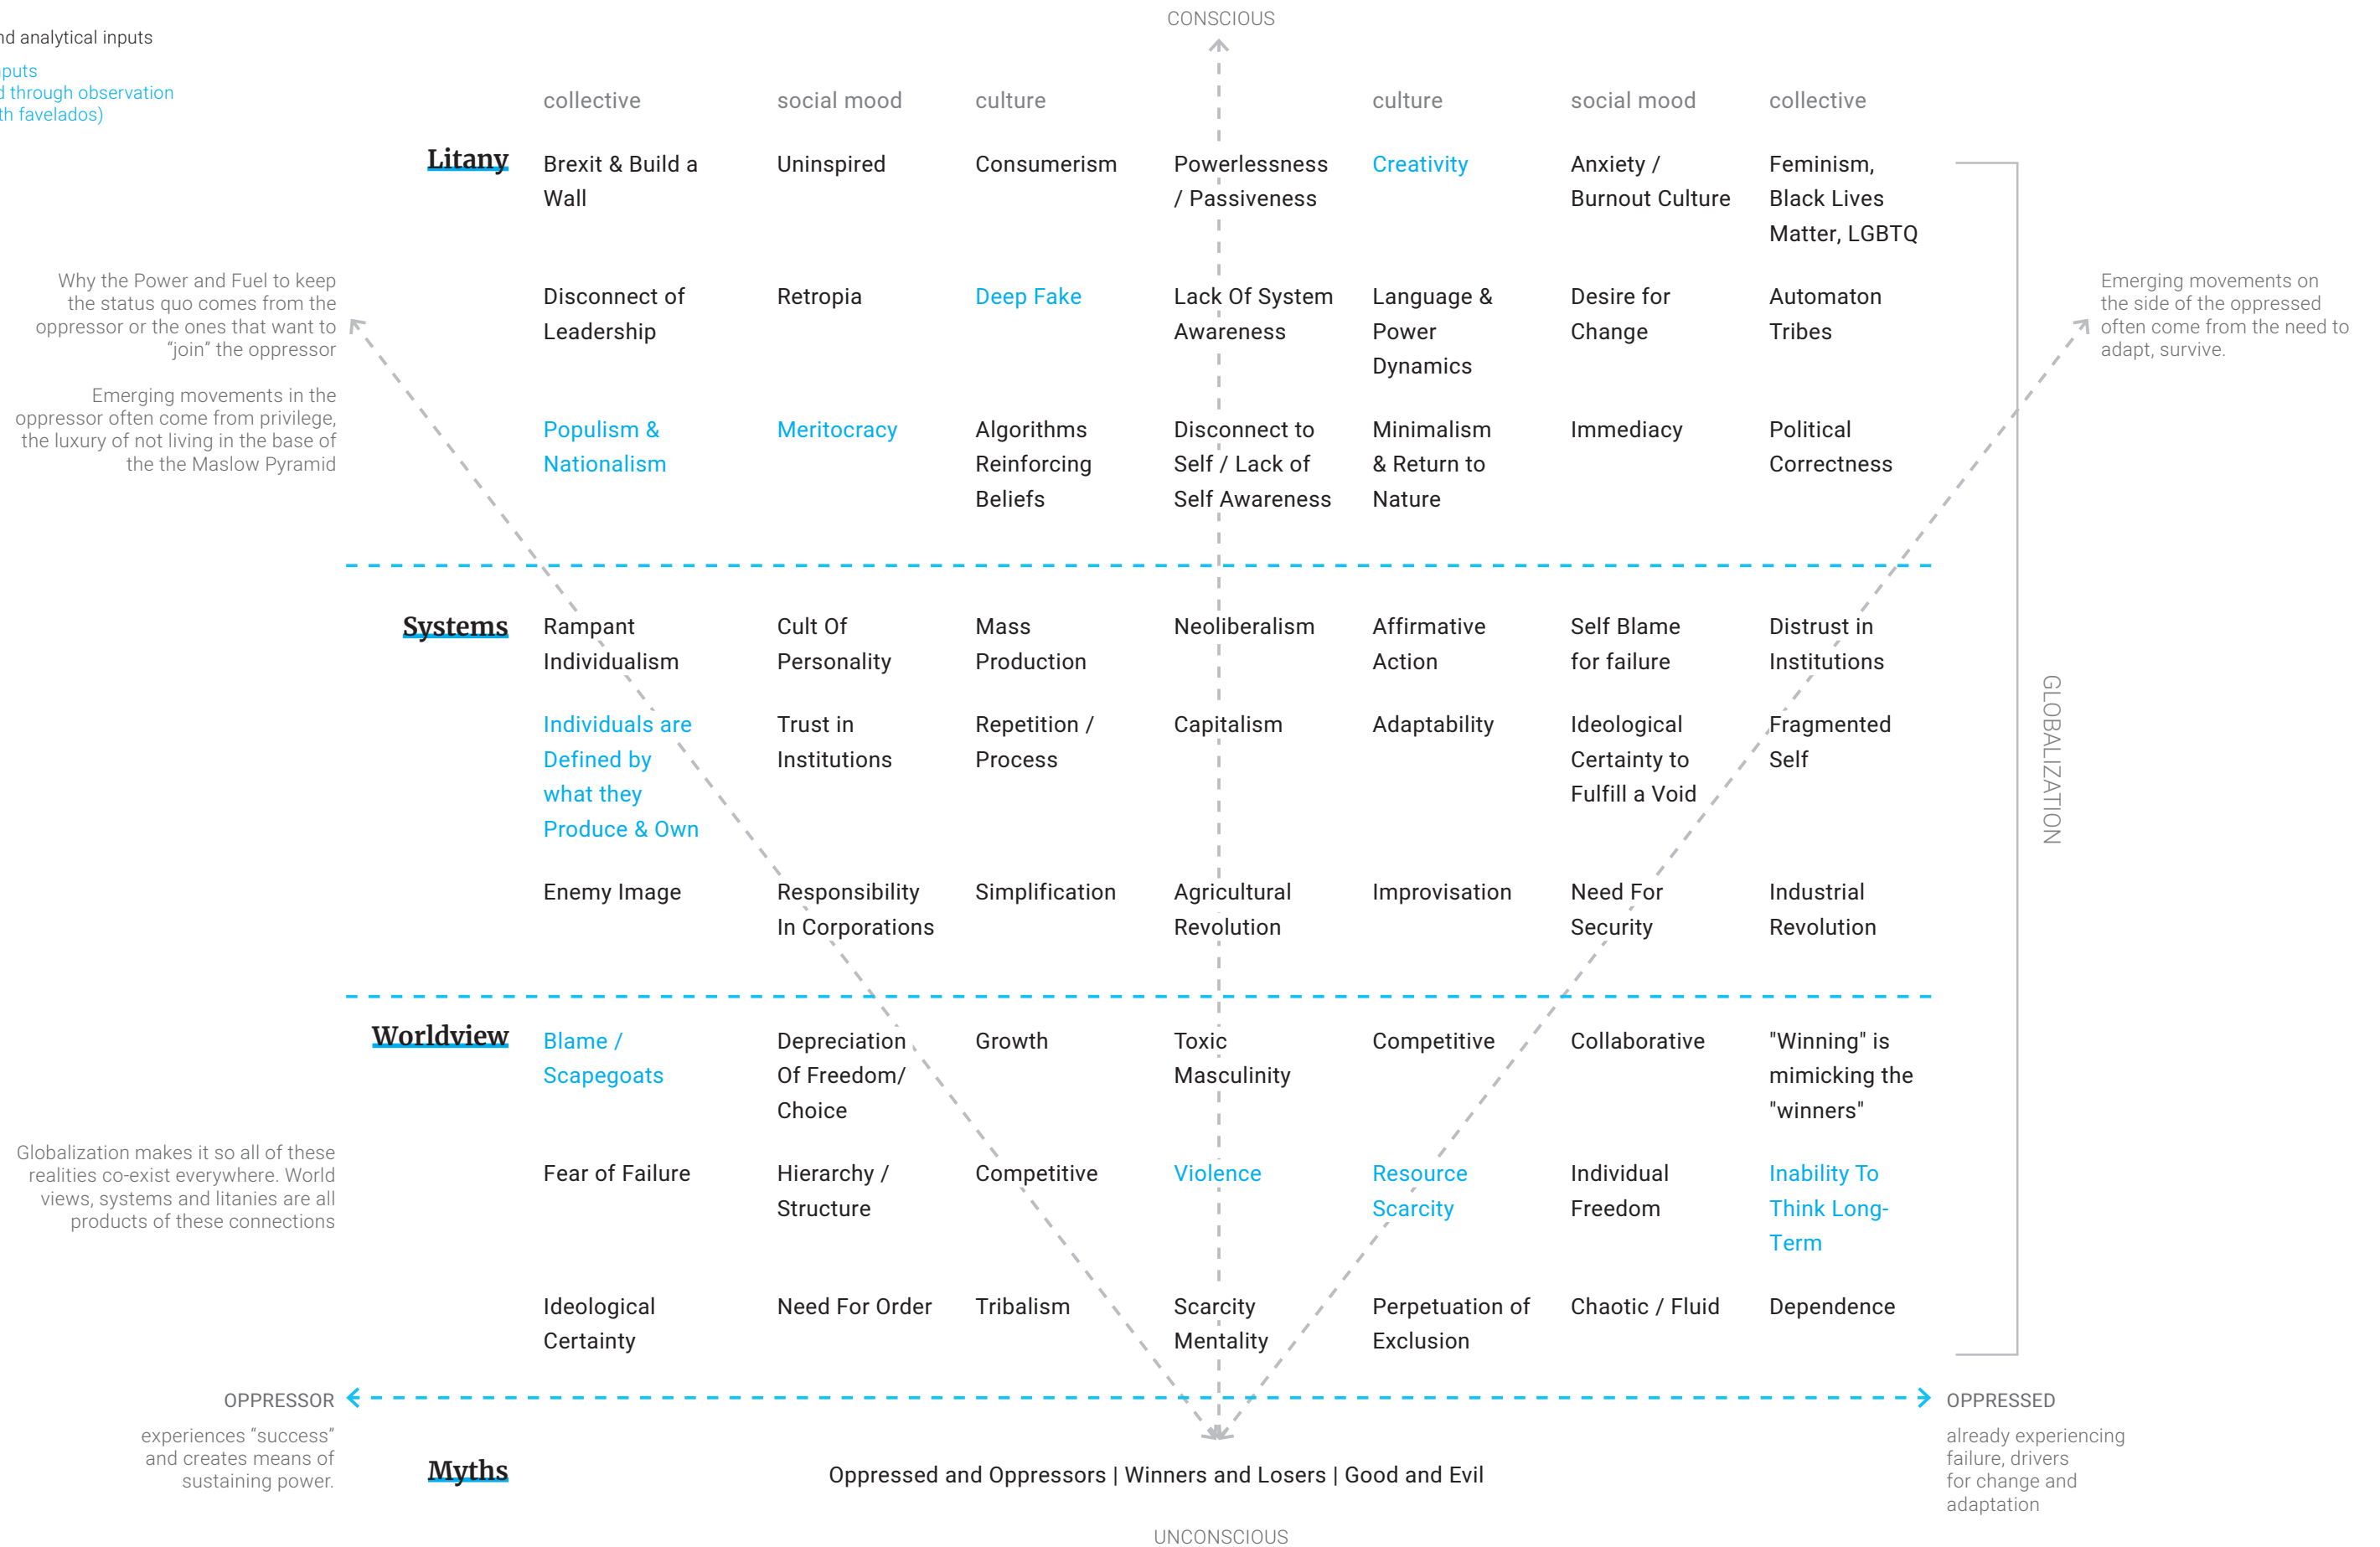 CONSCIOUS
nd analytical inputs
puts
d through observation
th favelados)
collective social mood culture culture social mood collective
Litany
Brexit & Build a
Wall
Uninspired
Consumerism
Powerlessness
/ Passiveness
Creativity
Anxiety /
Burnout Culture
Feminism,
Black Lives
Matter, LGBTQ
Why the Power and Fuel to keep
the status quo comes from the
oppressor or the ones that want to
“join” the oppressor
Emerging movements in the
oppressor often come from privilege,
the luxury of not living in the base of
the the Maslow Pyramid
Disconnect of
Leadership
Retropia
Deep Fake
Lack Of System
Awareness
Language &
Power
Dynamics
Desire for
Change
Automaton
Tribes
Emerging movements on
the side of the oppressed
often come from the need to
adapt, survive.
Populism &
Nationalism
Meritocracy
Algorithms
Reinforcing
Beliefs
Disconnect to
Self / Lack of
Self Awareness
Minimalism
& Return to
Nature
Immediacy
Political
Correctness
Systems
Rampant
Individualism
Cult Of
Personality
Mass
Production
Neoliberalism
Affirmative
Action
Self Blame
for failure
Distrust in
Institutions
GLOBALIZATION
Individuals are
Defined by
what they
Produce & Own
Trust in
Institutions
Repetition /
Process
Capitalism
Adaptability
Ideological
Certainty to
Fulfill a Void
Fragmented
Self
Enemy Image
Responsibility
In Corporations
Simplification
Agricultural
Revolution
Improvisation
Need For
Security
Industrial
Revolution
Worldview
Blame /
Scapegoats
Depreciation
Of Freedom/
Choice
Growth
Toxic
Masculinity
Competitive
Collaborative
"Winning" is
mimicking the
"winners"
Globalization makes it so all of these
realities co-exist everywhere. World
views, systems and litanies are all
products of these connections
Fear of Failure
Hierarchy /
Structure
Competitive
Violence
Resource
Scarcity
Individual
Freedom
Inability To
Think Long-
Term
Ideological
Certainty
Need For Order
Tribalism
Scarcity
Mentality
Perpetuation of
Exclusion
Chaotic / Fluid
Dependence
OPPRESSOR
experiences “success”
and creates means of
sustaining power.
OPPRESSED
already experiencing
failure, drivers
for change and
adaptation
Myths
Oppressed and Oppressors | Winners and Losers | Good and Evil
UNCONSCIOUS